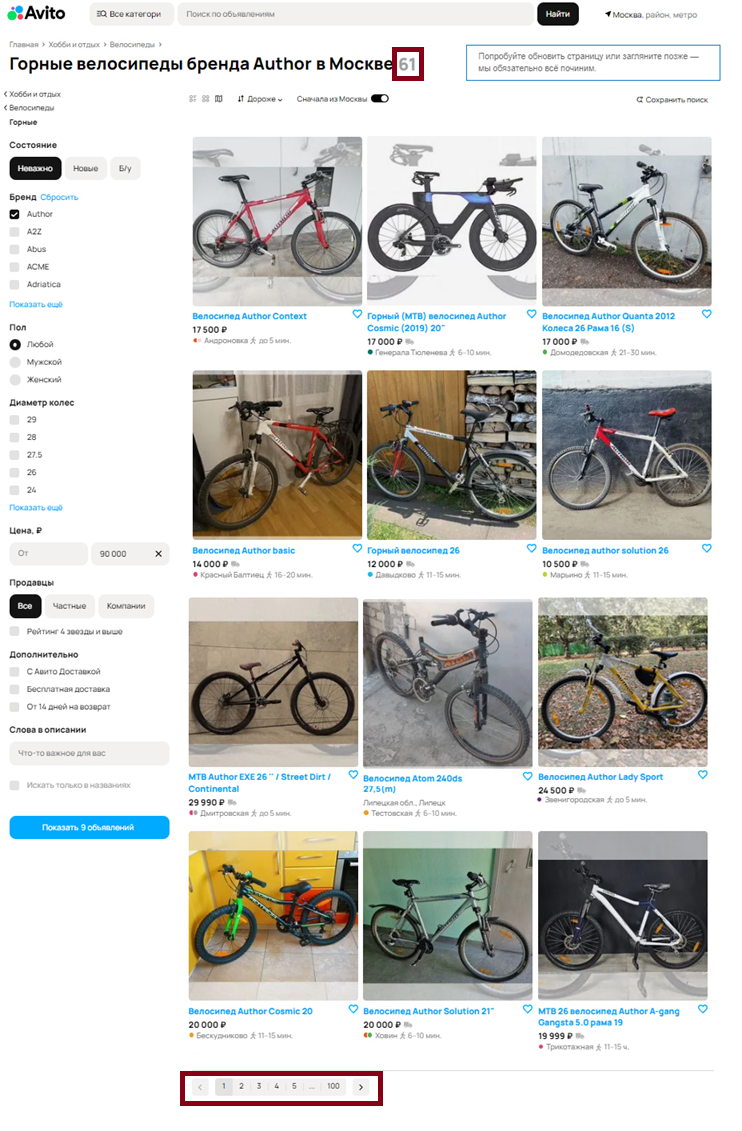 Avito
Все категори
Поиск по объявлениям
Найти
Москва, район, метро
Главная > Хобби и отдых > Велосипеды >
Горные велосипеды бренда Author в Москве 61
Попробуйте обновить страницу или загляните позже —
мы обязательно всё починим.
Хобби и отдых
Велосипеды
Горные
Дороже
Сначала из Москвы
Сохранить поиск
Состояние
Неважно
Новые
Б/у
Бренд Сбросить
Author
A2Z
Abus
ACME
Adriatica
Показать ещё
Пол
Любой
Мужской
Женский
Диаметр колес
29
28
27.5
26
24
Показать ещё
Цена, ₽
От
90 000
Продавцы
Все
Частные
Компании
Рейтинг 4 звезды и выше
Дополнительно
С Авито Доставкой
Бесплатная доставка
От 14 дней на возврат
Слова в описании
Что-то важное для вас
Искать только в названиях
Показать 9 объявлений
Велосипед Author Context
17 500 ₽
Андроновка до 5 мин.
Горный (MTB) велосипед Author
Cosmic (2019) 20"
17 000 ₽
Генерала Тюленева 6–10 мин.
Велосипед Author Quanta 2012
Колеса 26 Рама 16 (S)
17 000 ₽
Домодедовская 21–30 мин.
Велосипед Author basic
14 000 ₽
Красный Балтиец 16–20 мин.
Горный велосипед 26
12 000 ₽
Давыдково 11–15 мин.
Велосипед author solution 26
10 500 ₽
Марьино 11–15 мин.
MTB Author EXE 26 '' / Street Dirt /
Continental
29 990 ₽
Дмитровская до 5 мин.
Велосипед Atom 240ds
27,5(m)
Липецкая обл., Липецк
Тестовская 6–10 мин.
Велосипед Author Lady Sport
24 500 ₽
Звенигородская до 5 мин.
Велосипед Author Cosmic 20
20 000 ₽
Бескудниково 11–15 мин.
Велосипед Author Solution 21"
20 000 ₽
Ховин 6–10 мин.
MTB 26 велосипед Author A-gang
Gangsta 5.0 рама 19
19 999 ₽
Трикотажная 11–15 ч.
1 2 3 4 5 ... 100